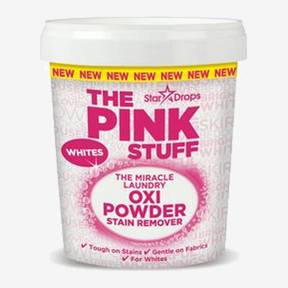 NEW NEW NEW NEW NEW NEW NEW
Star Drops
THE
PINK
STUFF
WHITES
THE MIRACLE
LAUNDRY
OXI
POWDER
STAIN REMOVER
✓ Tough on Stains ✓ Gentle on Fabrics
✓ For Whites